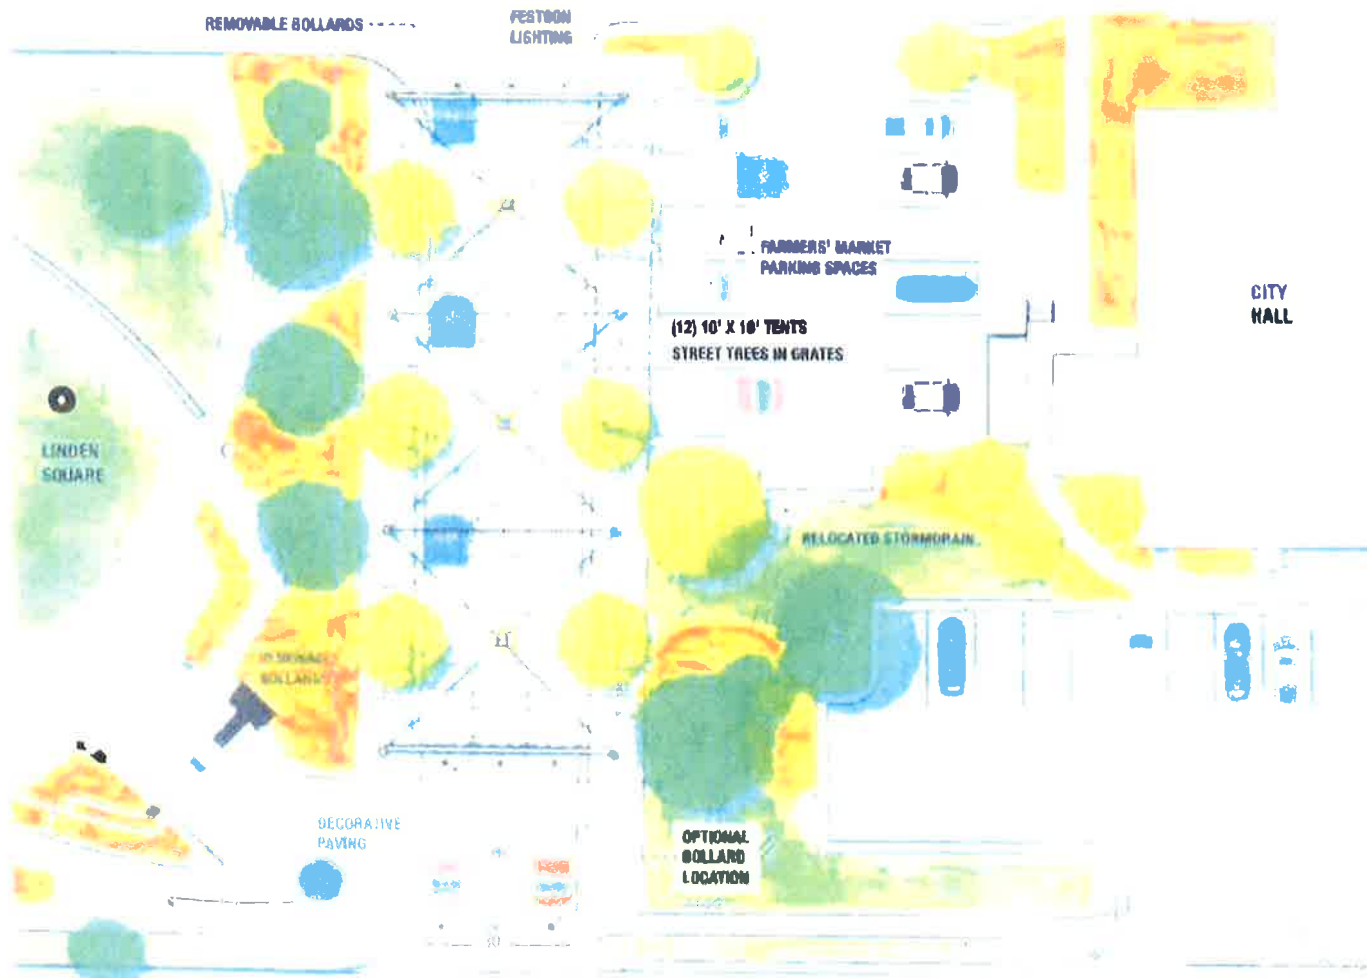 REMOVABLE BOLLARDS
FESTOON
LIGHTING
FARMERS' MARKET
PARKING SPACES
CITY
HALL
(12) 10' X 10' TENTS
STREET TREES IN GRATES
LINDEN
SQUARE
RELOCATED STORMDRAIN
BOLLARDS
DECORATIVE
PAVING
OPTIONAL
BOLLARD
LOCATION